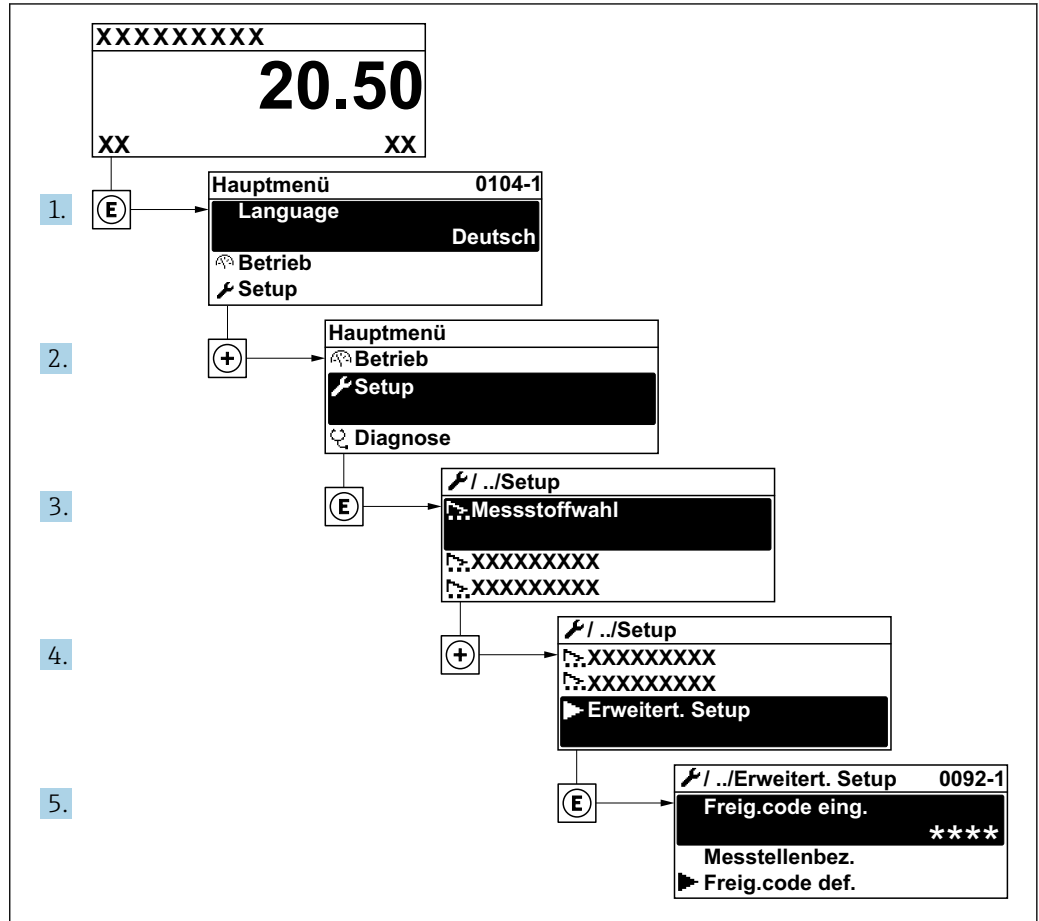 XXXXXXXXX
20.50
XX XX
1. E
Hauptmenü 0104-1
Language
Deutsch
Betrieb
Setup
2. +
Hauptmenü
Betrieb
Setup
Diagnose
3. E
/ ../Setup
Messstoffwahl
XXXXXXXXX
XXXXXXXXX
4. +
/ ../Setup
XXXXXXXXX
XXXXXXXXX
Erweitert. Setup
5. E
/ ../Erweitert. Setup 0092-1
Freig.code eing.
****
Messtellenbez.
Freig.code def.